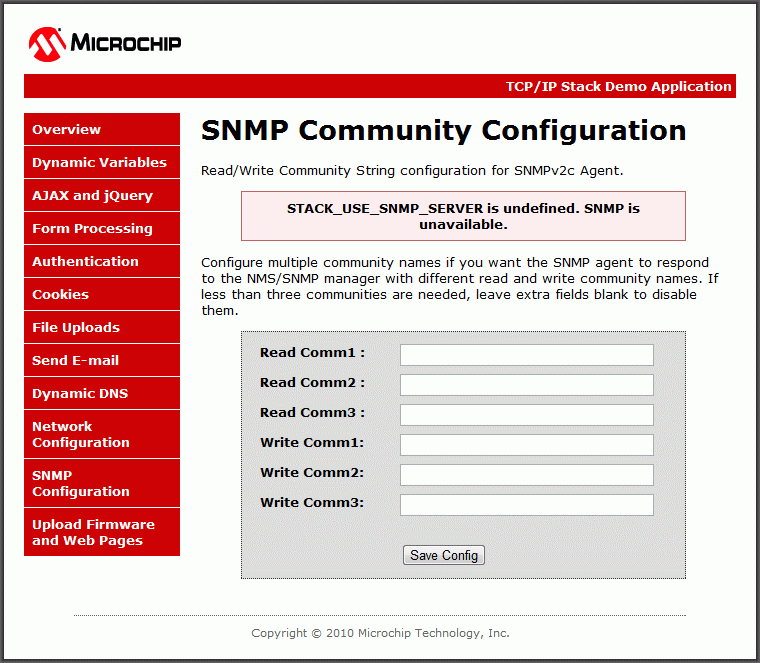 MICROCHIP
TCP/IP Stack Demo Application
Overview
Dynamic Variables
AJAX and jQuery
Form Processing
Authentication
Cookies
File Uploads
Send E-mail
Dynamic DNS
Network
Configuration
SNMP
Configuration
Upload Firmware
and Web Pages
SNMP Community Configuration
Read/Write Community String configuration for SNMPv2c Agent.
STACK_USE_SNMP_SERVER is undefined. SNMP is
unavailable.
Configure multiple community names if you want the SNMP agent to respond
to the NMS/SNMP manager with different read and write community names. If
less than three communities are needed, leave extra fields blank to disable
them.
Read Comm1 :
Read Comm2 :
Read Comm3 :
Write Comm1:
Write Comm2:
Write Comm3:
Save Config
Copyright © 2010 Microchip Technology, Inc.